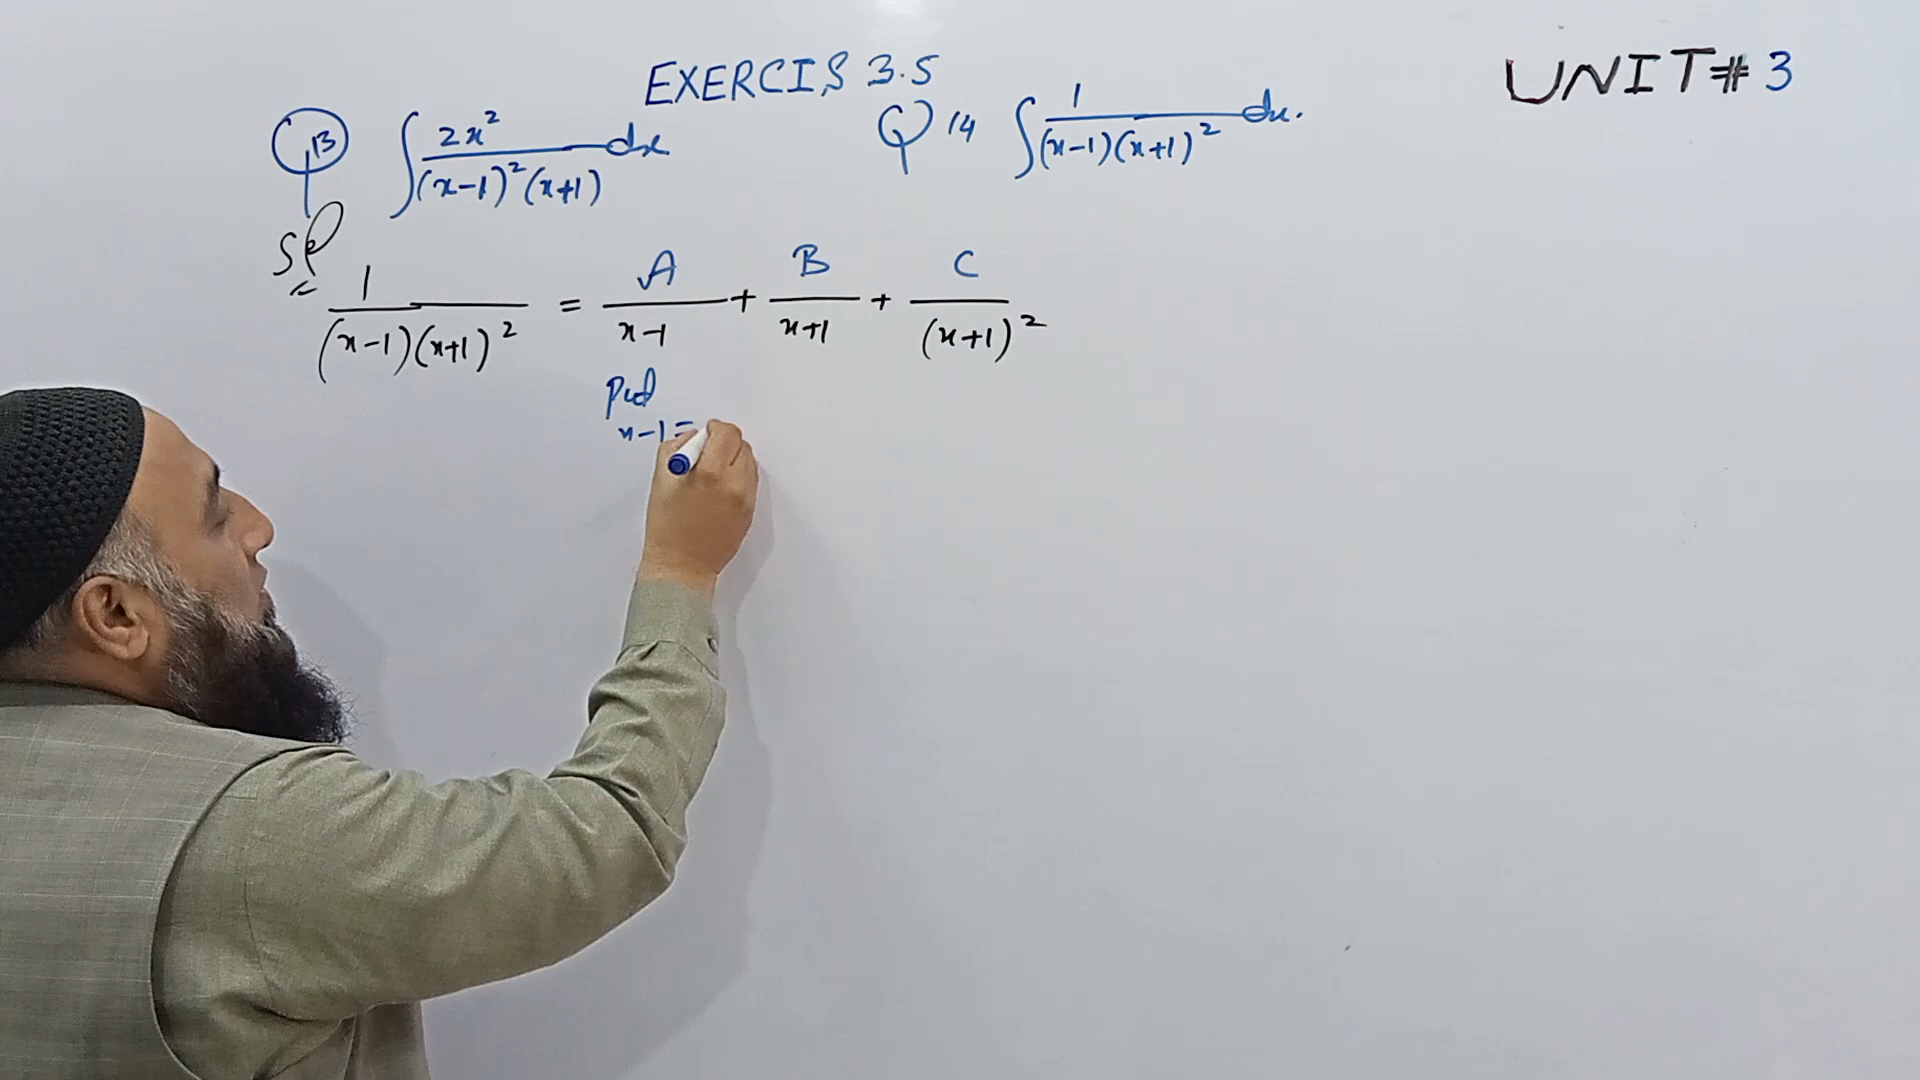 EXERCIS 3.5
UNIT # 3
Q13 ∫ 2x² / (x-1)²(x+1) dx
Q14 ∫ 1 / (x-1)(x+1)² dx.
Sol
1 / (x-1)(x+1)² = A / x-1 + B / x+1 + C / (x+1)²
Put
x-1 =